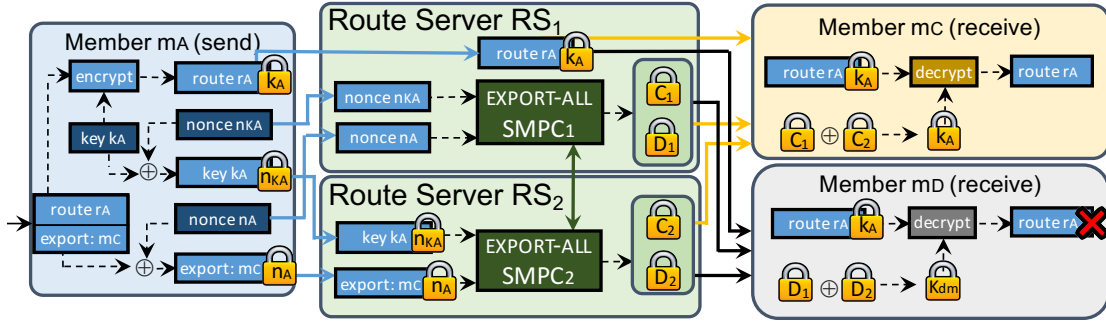 Member mA (send)
encrypt
route rA
kA
key kA
nonce nKA
⊕
key kA
nKA
route rA
export: mC
nonce nA
⊕
export: mC
nA
Route Server RS1
route rA
kA
nonce nKA
nonce nA
EXPORT-ALL
SMPC1
C1
D1
Route Server RS2
key kA
nKA
export: mC
nA
EXPORT-ALL
SMPC2
C2
D2
Member mC (receive)
route rA
kA
decrypt
route rA
C1 ⊕ C2
kA
Member mD (receive)
route rA
kA
decrypt
route rA
D1 ⊕ D2
Kdm